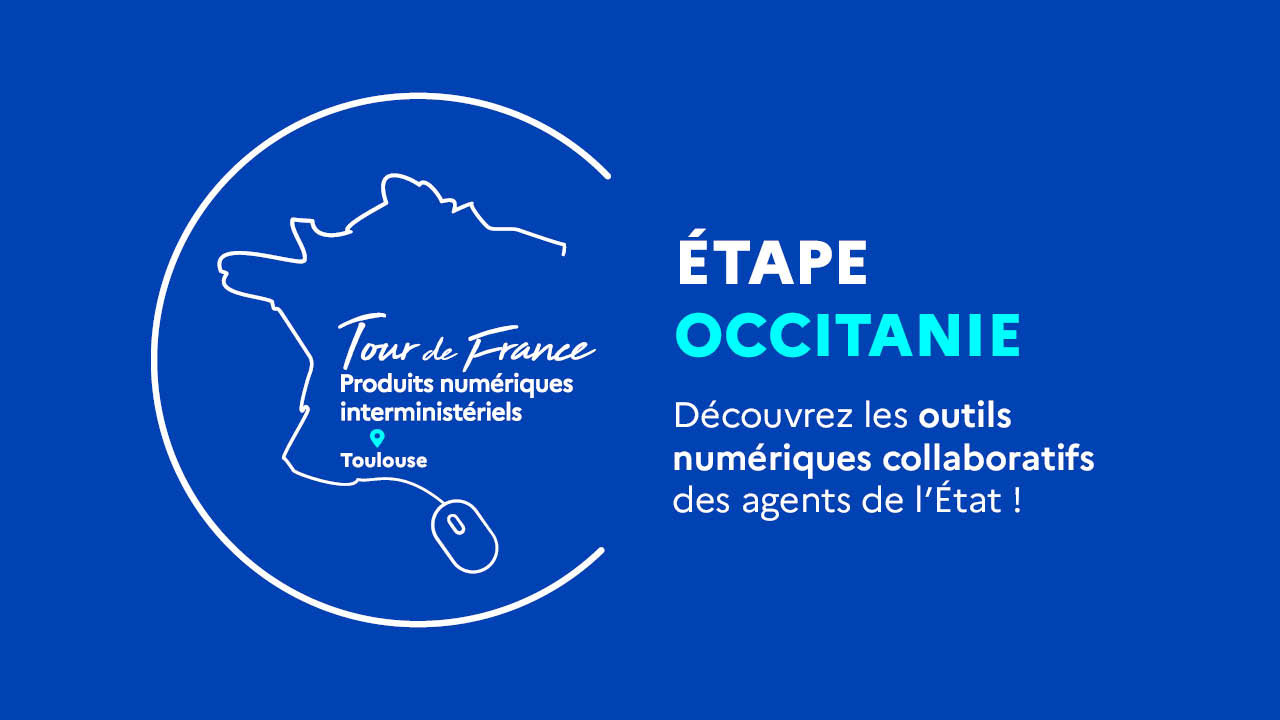 Tour de France
Produits numériques
interministériels
Toulouse
ÉTAPE
OCCITANIE
Découvrez les outils
numériques collaboratifs
des agents de l’État !